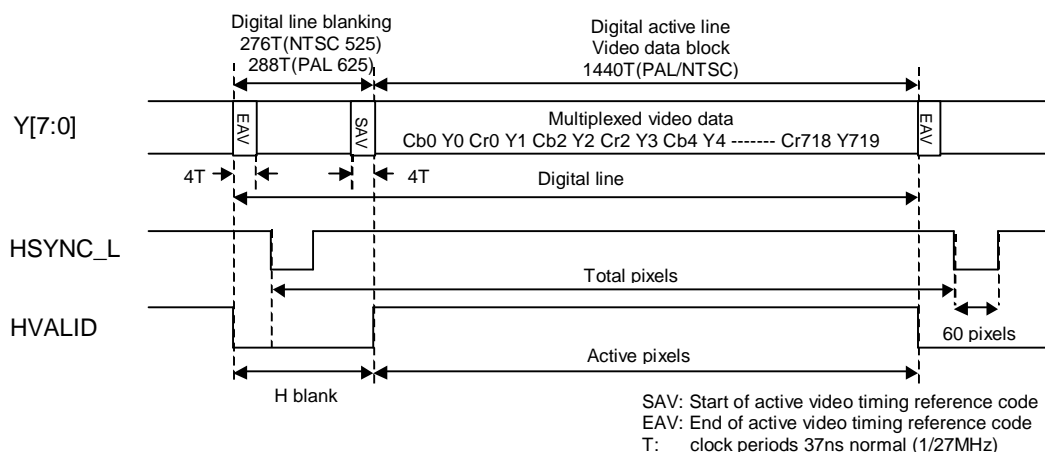 Digital line blanking
276T(NTSC 525)
288T(PAL 625)
Digital active line
Video data block
1440T(PAL/NTSC)
Y[7:0]
EAV
SAV
Multiplexed video data
Cb0 Y0 Cr0 Y1 Cb2 Y2 Cr2 Y3 Cb4 Y4 ------- Cr718 Y719
EAV
4T
4T
Digital line
HSYNC_L
Total pixels
HVALID
60 pixels
Active pixels
H blank
SAV: Start of active video timing reference code
EAV: End of active video timing reference code
T: clock periods 37ns normal (1/27MHz)